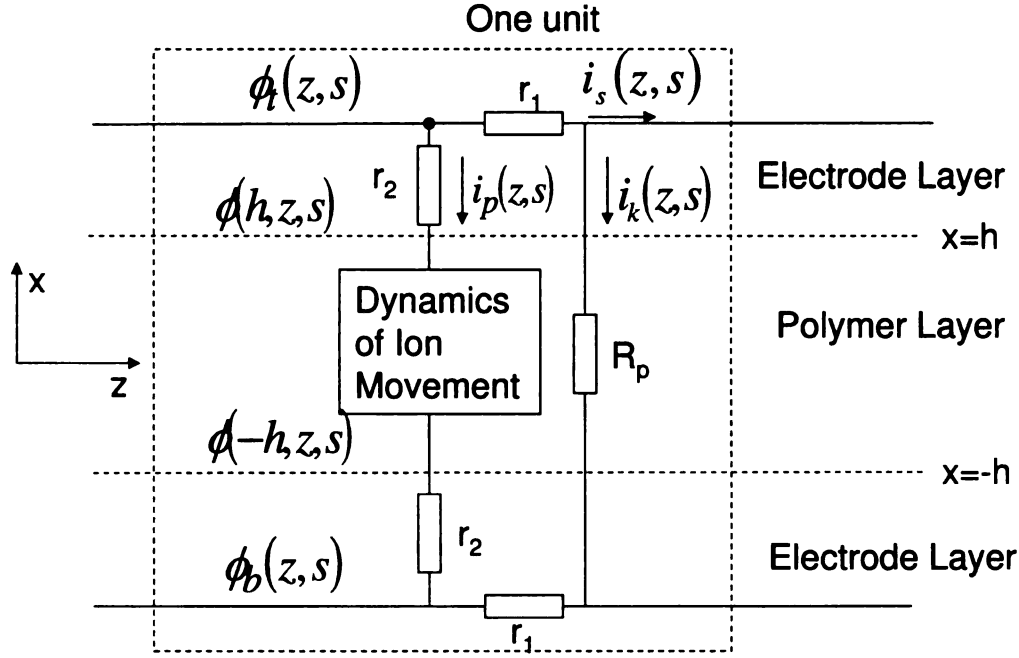 One unit
ϕₜ(z,s)
r₁
iₛ(z,s)
r₂
iₚ(z,s)
iₖ(z,s)
Electrode Layer
ϕ(h,z,s)
x=h
x
z
Dynamics
of Ion
Movement
Rₚ
Polymer Layer
ϕ(−h,z,s)
x=-h
r₂
ϕ_b(z,s)
Electrode Layer
r₁